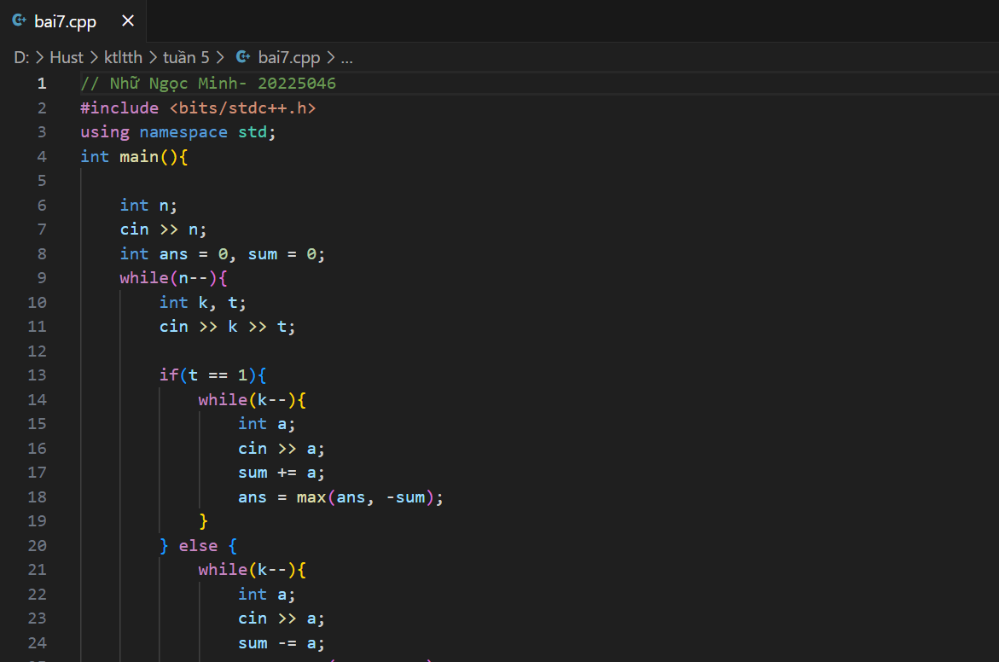 bai7.cpp
D: > Hust > ktltth > tuần 5 > bai7.cpp > ...
1 // Nhữ Ngọc Minh- 20225046
2 #include <bits/stdc++.h>
3 using namespace std;
4 int main(){
5
6 int n;
7 cin >> n;
8 int ans = 0, sum = 0;
9 while(n--){
10 int k, t;
11 cin >> k >> t;
12
13 if(t == 1){
14 while(k--){
15 int a;
16 cin >> a;
17 sum += a;
18 ans = max(ans, -sum);
19 }
20 } else {
21 while(k--){
22 int a;
23 cin >> a;
24 sum -= a;